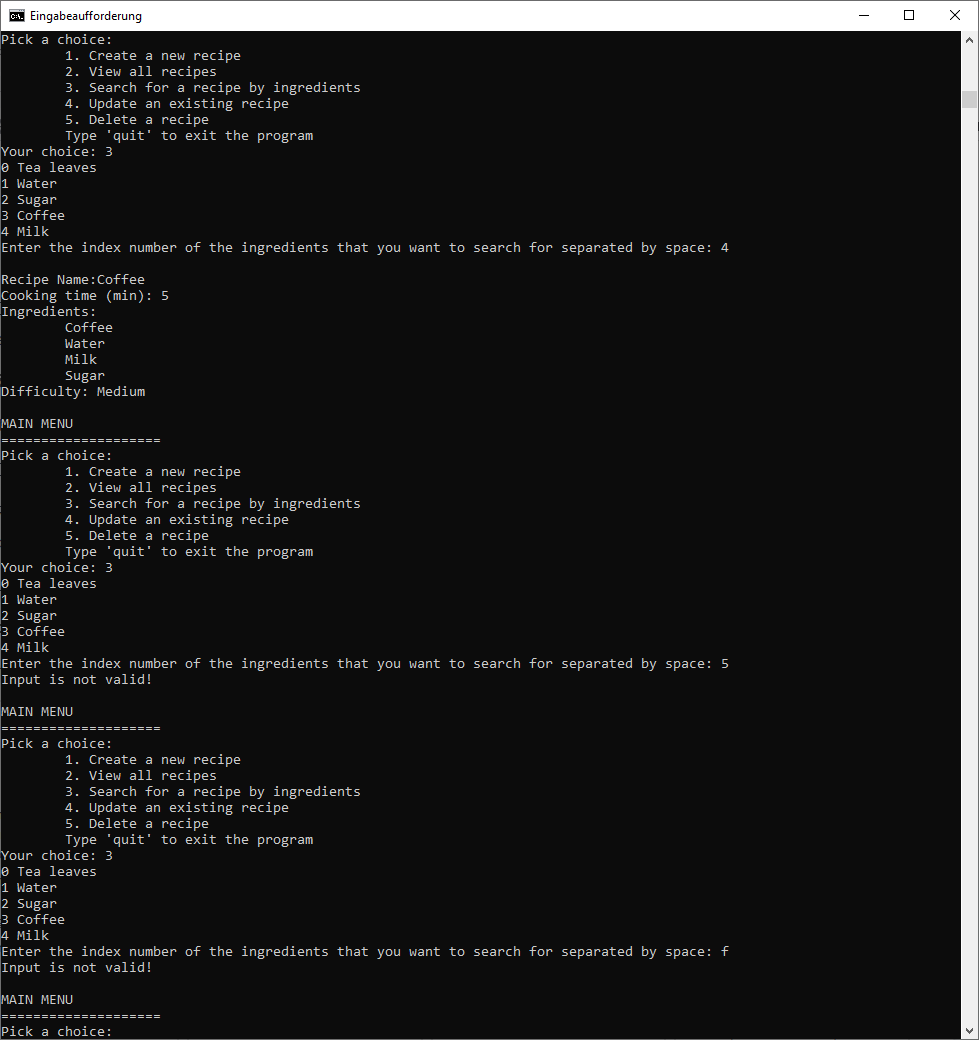 Eingabeaufforderung
Pick a choice:
1. Create a new recipe
2. View all recipes
3. Search for a recipe by ingredients
4. Update an existing recipe
5. Delete a recipe
Type 'quit' to exit the program
Your choice: 3
0 Tea leaves
1 Water
2 Sugar
3 Coffee
4 Milk
Enter the index number of the ingredients that you want to search for separated by space: 4
Recipe Name:Coffee
Cooking time (min): 5
Ingredients:
Coffee
Water
Milk
Sugar
Difficulty: Medium
MAIN MENU
====================
Pick a choice:
1. Create a new recipe
2. View all recipes
3. Search for a recipe by ingredients
4. Update an existing recipe
5. Delete a recipe
Type 'quit' to exit the program
Your choice: 3
0 Tea leaves
1 Water
2 Sugar
3 Coffee
4 Milk
Enter the index number of the ingredients that you want to search for separated by space: 5
Input is not valid!
MAIN MENU
====================
Pick a choice:
1. Create a new recipe
2. View all recipes
3. Search for a recipe by ingredients
4. Update an existing recipe
5. Delete a recipe
Type 'quit' to exit the program
Your choice: 3
0 Tea leaves
1 Water
2 Sugar
3 Coffee
4 Milk
Enter the index number of the ingredients that you want to search for separated by space: f
Input is not valid!
MAIN MENU
====================
Pick a choice: